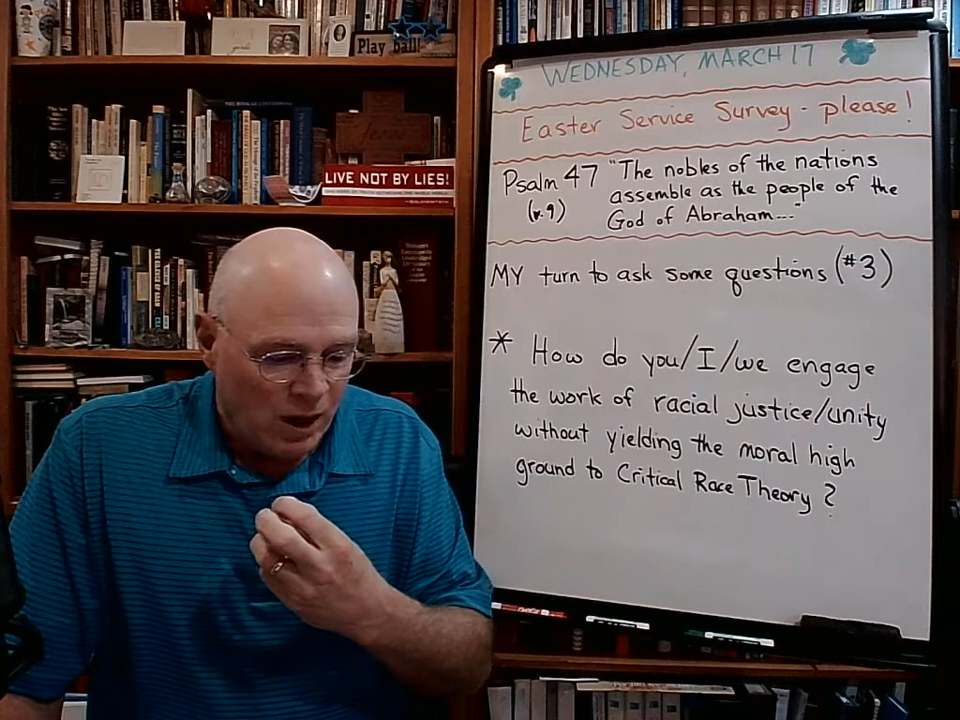 Play ball!
LIVE NOT BY LIES!
WEDNESDAY, MARCH 17
Easter Service Survey - please!
Psalm 47 "The nobles of the nations
(v. 9) assemble as the people of the
God of Abraham..."
MY turn to ask some questions (#3)
* How do you/I/we engage
the work of racial justice/unity
without yielding the moral high
ground to Critical Race Theory?